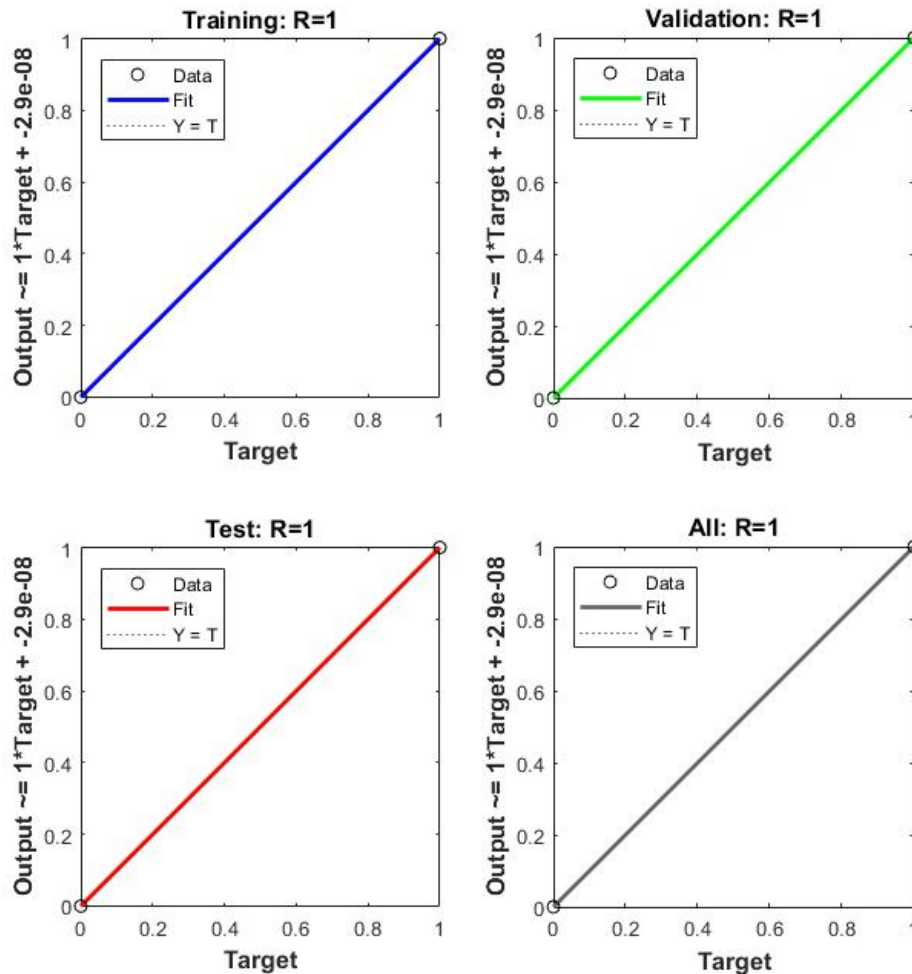 Training: R=1
Output ~= 1*Target + -2.9e-08
1
0.8
0.6
0.4
0.2
0
Data
Fit
Y = T
0 0.2 0.4 0.6 0.8 1
Target
Validation: R=1
Output ~= 1*Target + -2.9e-08
1
0.8
0.6
0.4
0.2
0
Data
Fit
Y = T
0 0.2 0.4 0.6 0.8 1
Target
Test: R=1
Output ~= 1*Target + -2.9e-08
1
0.8
0.6
0.4
0.2
0
Data
Fit
Y = T
0 0.2 0.4 0.6 0.8 1
Target
All: R=1
Output ~= 1*Target + -2.9e-08
1
0.8
0.6
0.4
0.2
0
Data
Fit
Y = T
0 0.2 0.4 0.6 0.8 1
Target